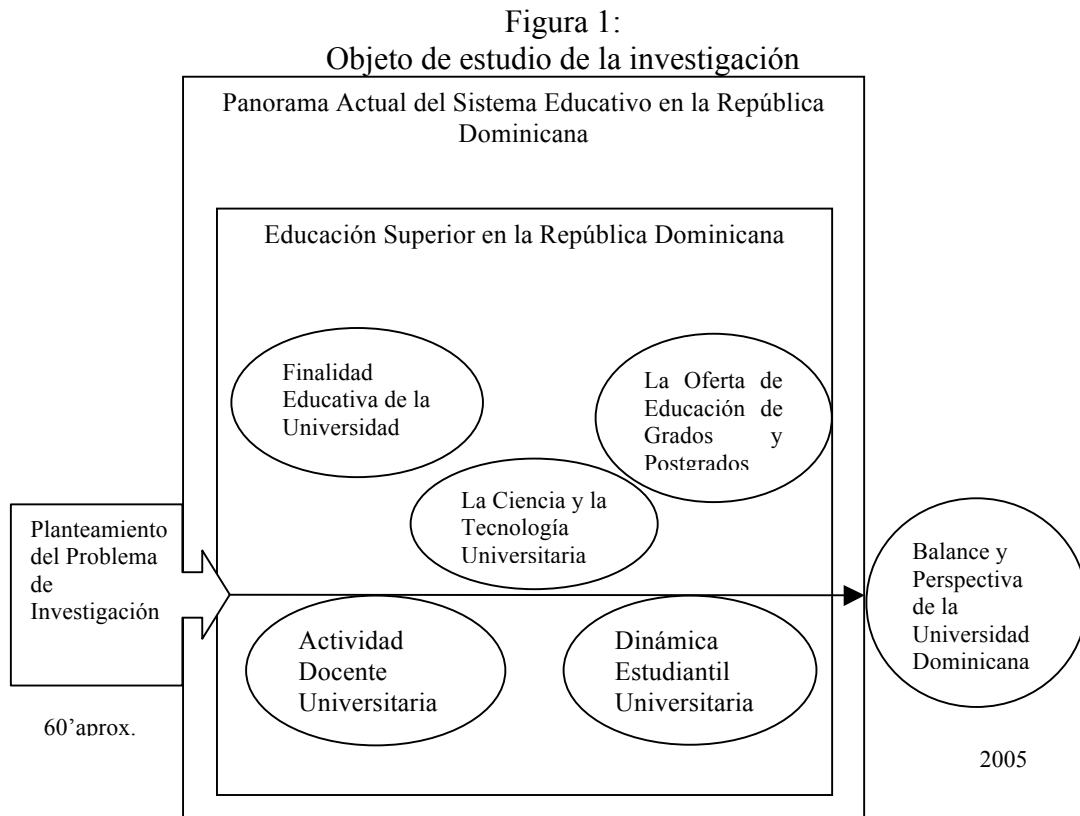 Figura 1:
Objeto de estudio de la investigación
Panorama Actual del Sistema Educativo en la República
Dominicana
Educación Superior en la República Dominicana
Finalidad
Educativa de la
Universidad
La Oferta de
Educación de
Grados y
Postgrados
La Ciencia y la
Tecnología
Universitaria
Planteamiento
del Problema
de
Investigación
Balance y
Perspectiva
de la
Universidad
Dominicana
Actividad
Docente
Universitaria
Dinámica
Estudiantil
Universitaria
60’aprox.
2005